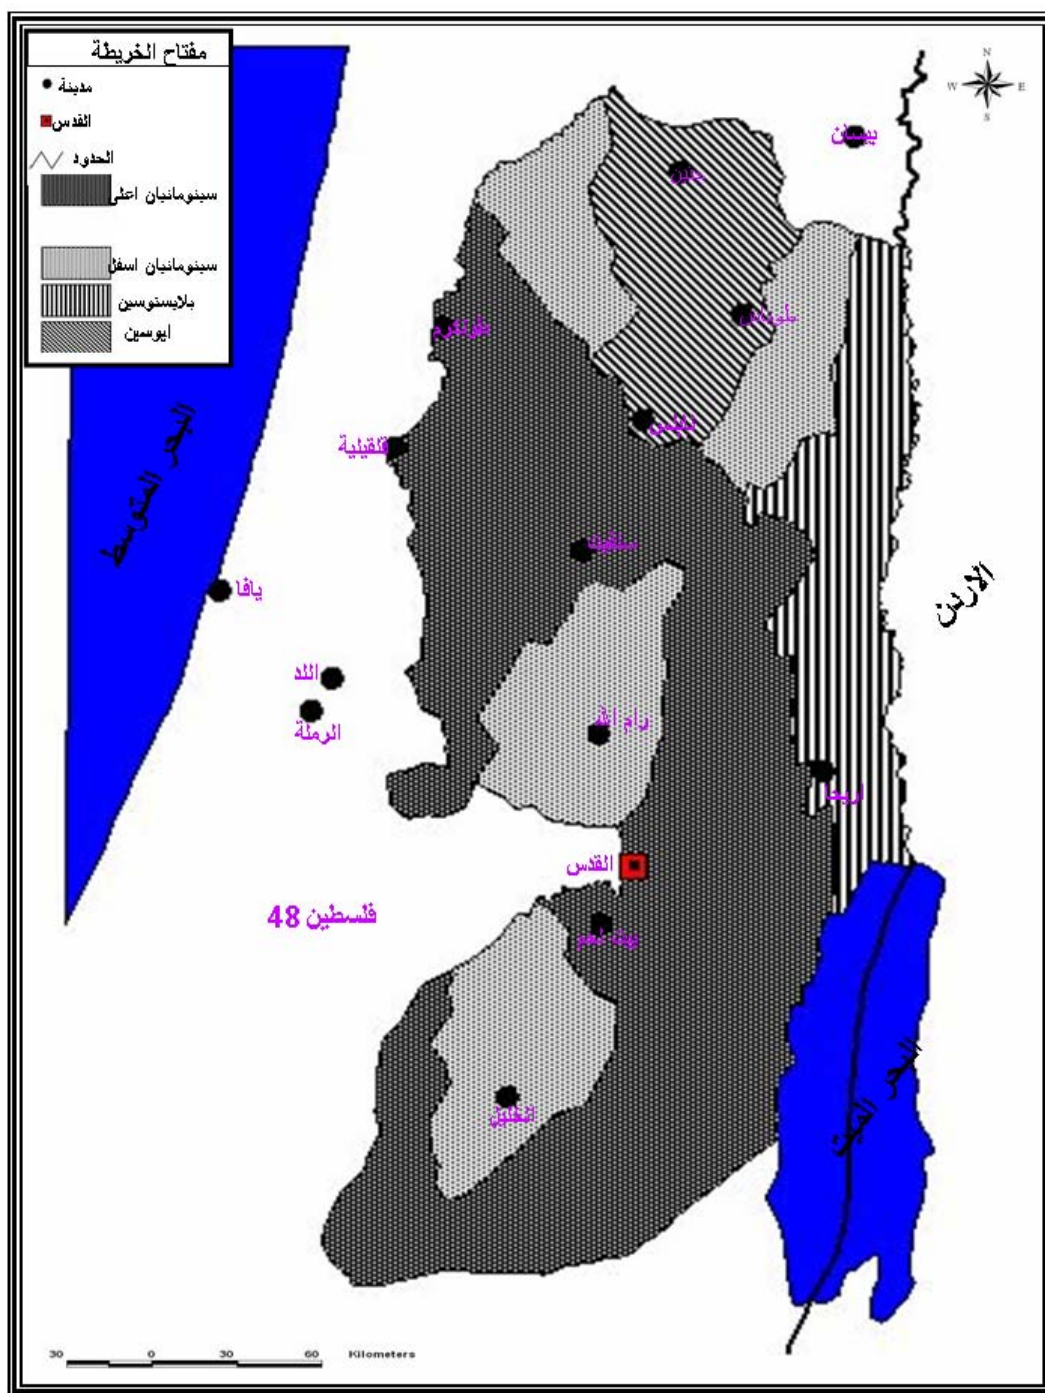 مفتاح الخريطة
مدينة
القدس
الحدود
سينومانيان اعلى
سينومانيان اسفل
بلايستوسين
ايوسين
N
W E
S
بيسان
جنين
طوباس
طولكرم
نابلس
قلقيلية
البحر المتوسط
سلفيت
يافا
الاردن
اللد
الرملة
رام الله
اريحا
القدس
فلسطين 48
بيت لحم
البحر الميت
الخليل
30 0 30 60 Kilometers